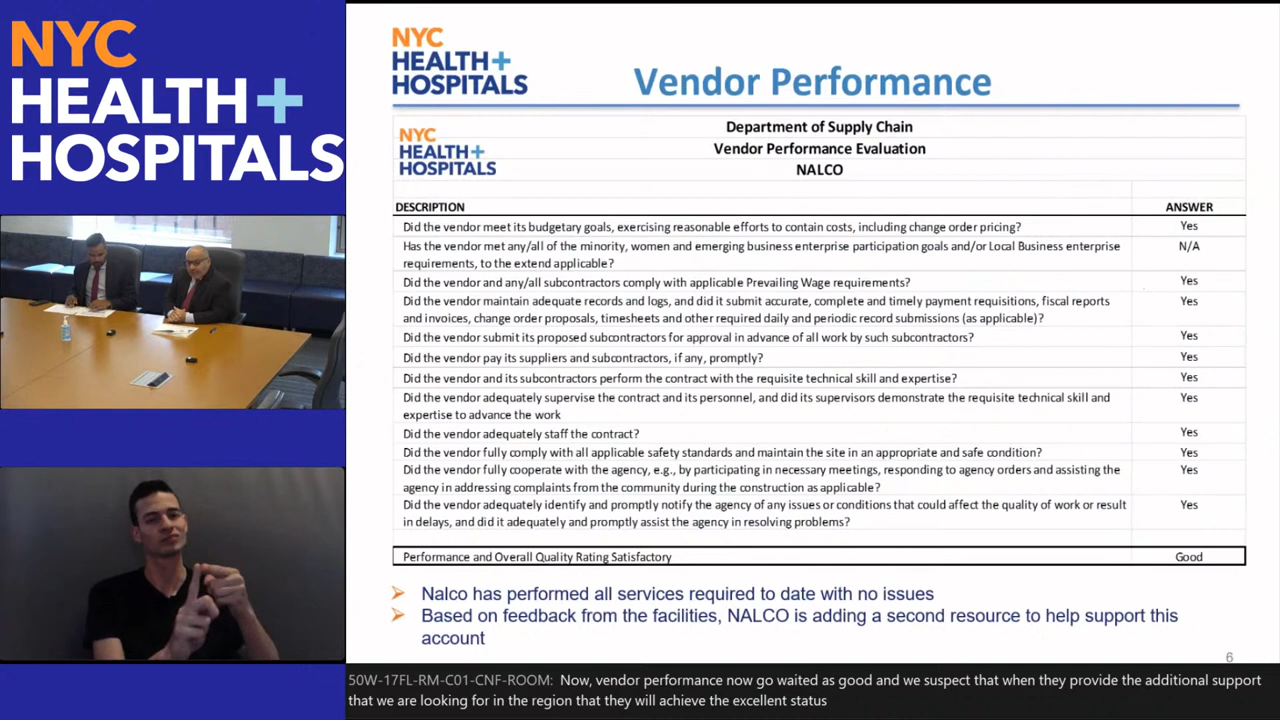 NYC
HEALTH+
HOSPITALS
NYC
HEALTH+
HOSPITALS
Vendor Performance
NYC
HEALTH+
HOSPITALS
Department of Supply Chain
Vendor Performance Evaluation
NALCO
DESCRIPTION ANSWER
Did the vendor meet its budgetary goals, exercising reasonable efforts to contain costs, including change order pricing? Yes
Has the vendor met any/all of the minority, women and emerging business enterprise participation goals and/or Local Business enterprise N/A
requirements, to the extend applicable?
Did the vendor and any/all subcontractors comply with applicable Prevailing Wage requirements? Yes
Did the vendor maintain adequate records and logs, and did it submit accurate, complete and timely payment requisitions, fiscal reports Yes
and invoices, change order proposals, timesheets and other required daily and periodic record submissions (as applicable)?
Did the vendor submit its proposed subcontractors for approval in advance of all work by such subcontractors? Yes
Did the vendor pay its suppliers and subcontractors, if any, promptly? Yes
Did the vendor and its subcontractors perform the contract with the requisite technical skill and expertise? Yes
Did the vendor adequately supervise the contract and its personnel, and did its supervisors demonstrate the requisite technical skill and Yes
expertise to advance the work
Did the vendor adequately staff the contract? Yes
Did the vendor fully comply with all applicable safety standards and maintain the site in an appropriate and safe condition? Yes
Did the vendor fully cooperate with the agency, e.g., by participating in necessary meetings, responding to agency orders and assisting the Yes
agency in addressing complaints from the community during the construction as applicable?
Did the vendor adequately identify and promptly notify the agency of any issues or conditions that could affect the quality of work or result Yes
in delays, and did it adequately and promptly assist the agency in resolving problems?
Performance and Overall Quality Rating Satisfactory Good
Nalco has performed all services required to date with no issues
Based on feedback from the facilities, NALCO is adding a second resource to help support this
account
6
50W-17FL-RM-C01-CNF-ROOM: Now, vendor performance now go waited as good and we suspect that when they provide the additional support
that we are looking for in the region that they will achieve the excellent status